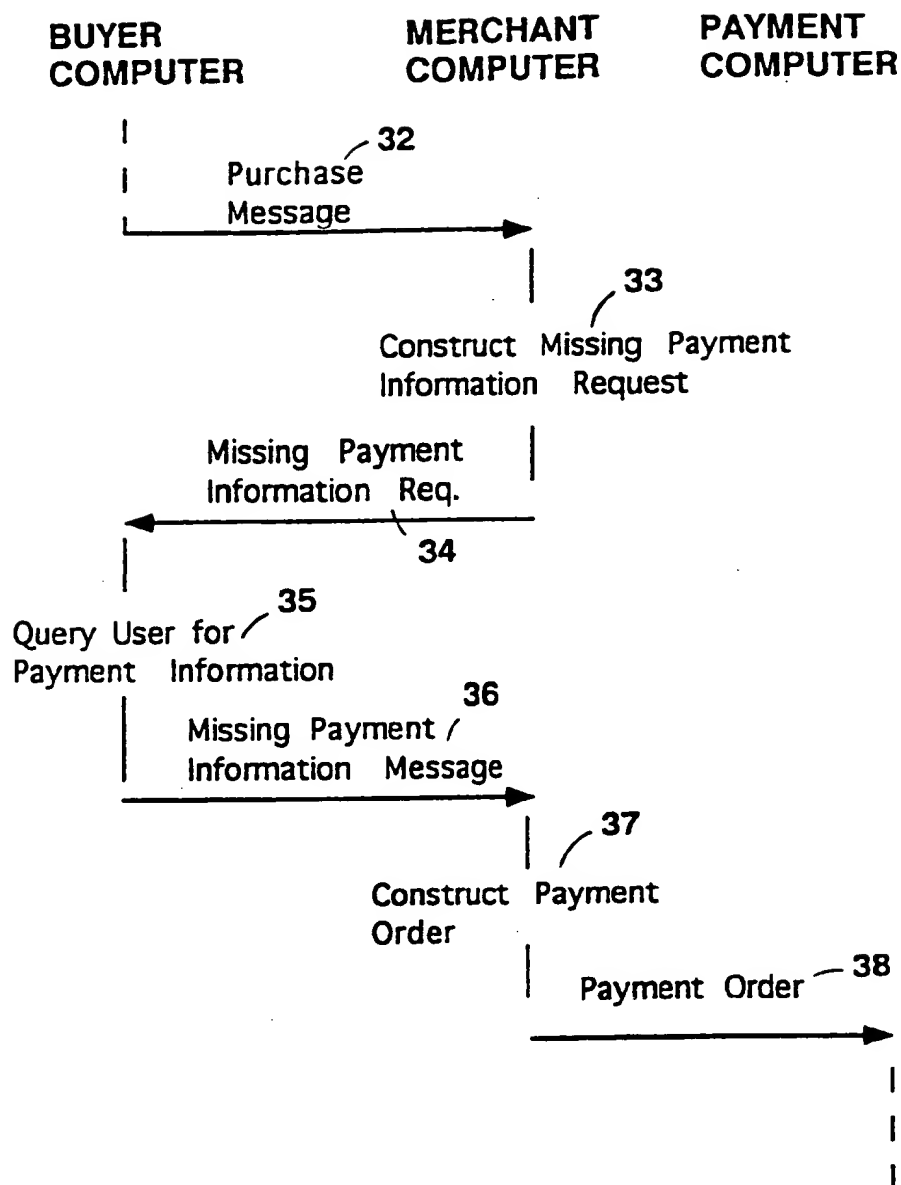 BUYER
COMPUTER
MERCHANT
COMPUTER
PAYMENT
COMPUTER
32
Purchase
Message
33
Construct Missing Payment
Information Request
Missing Payment
Information Req.
34
35
Query User for
Payment Information
36
Missing Payment
Information Message
37
Construct Payment
Order
38
Payment Order